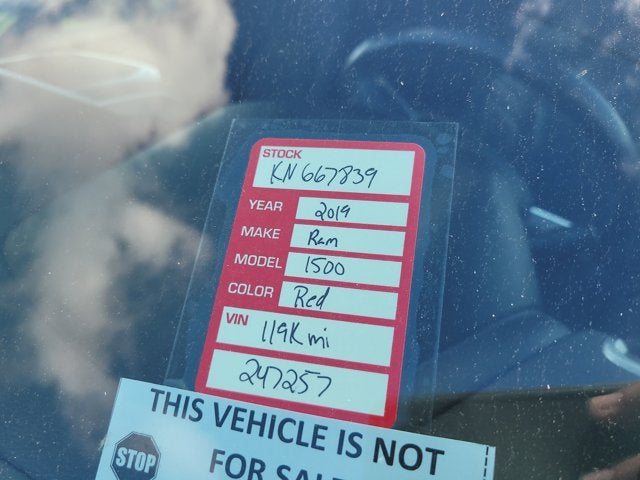 STOCK
KN667839
YEAR 2019
MAKE Ram
MODEL 1500
COLOR Red
VIN 119K mi
247257
THIS VEHICLE IS NOT
STOP FOR SALE